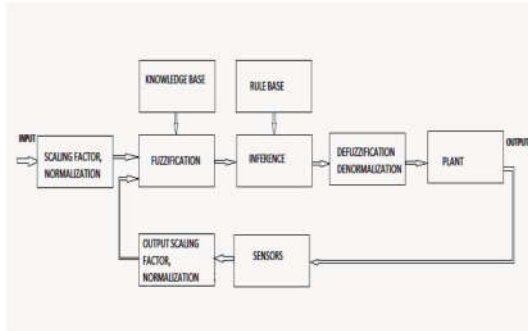 KNOWLEDGE BASE
RULE BASE
INPUT
SCALING FACTOR,
NORMALIZATION
FUZZIFICATION
INFERENCE
DEFUZZIFICATION
DENORMALIZATION
PLANT
OUTPUT
OUTPUT SCALING
FACTOR,
NORMALIZATION
SENSORS